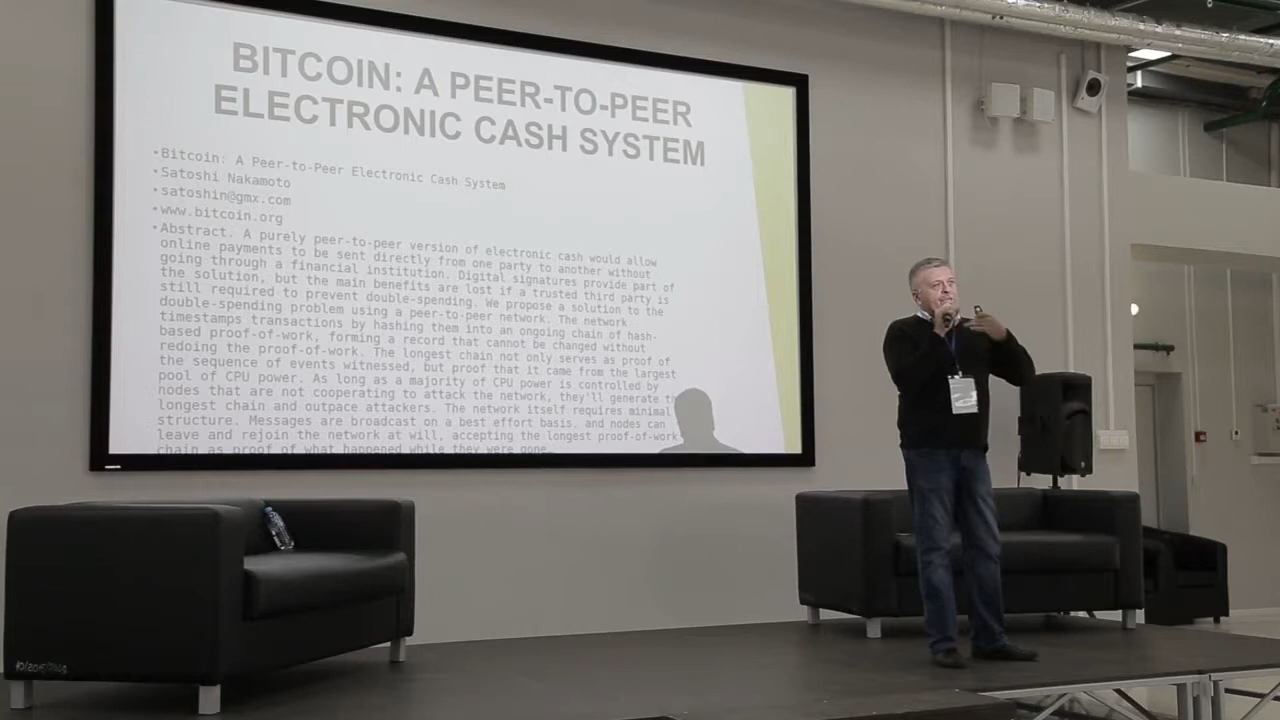 BITCOIN: A PEER-TO-PEER
ELECTRONIC CASH SYSTEM
•Bitcoin: A Peer-to-Peer Electronic Cash System
•Satoshi Nakamoto
•satoshin@gmx.com
•www.bitcoin.org
•Abstract. A purely peer-to-peer version of electronic cash would allow
online payments to be sent directly from one party to another without
going through a financial institution. Digital signatures provide part of
the solution, but the main benefits are lost if a trusted third party is
still required to prevent double-spending. We propose a solution to the
double-spending problem using a peer-to-peer network. The network
timestamps transactions by hashing them into an ongoing chain of hash-
based proof-of-work, forming a record that cannot be changed without
redoing the proof-of-work. The longest chain not only serves as proof of
the sequence of events witnessed, but proof that it came from the largest
pool of CPU power. As long as a majority of CPU power is controlled by
nodes that are not cooperating to attack the network, they'll generate the
longest chain and outpace attackers. The network itself requires minimal
structure. Messages are broadcast on a best effort basis, and nodes can
leave and rejoin the network at will, accepting the longest proof-of-work
chain as proof of what happened while they were gone.